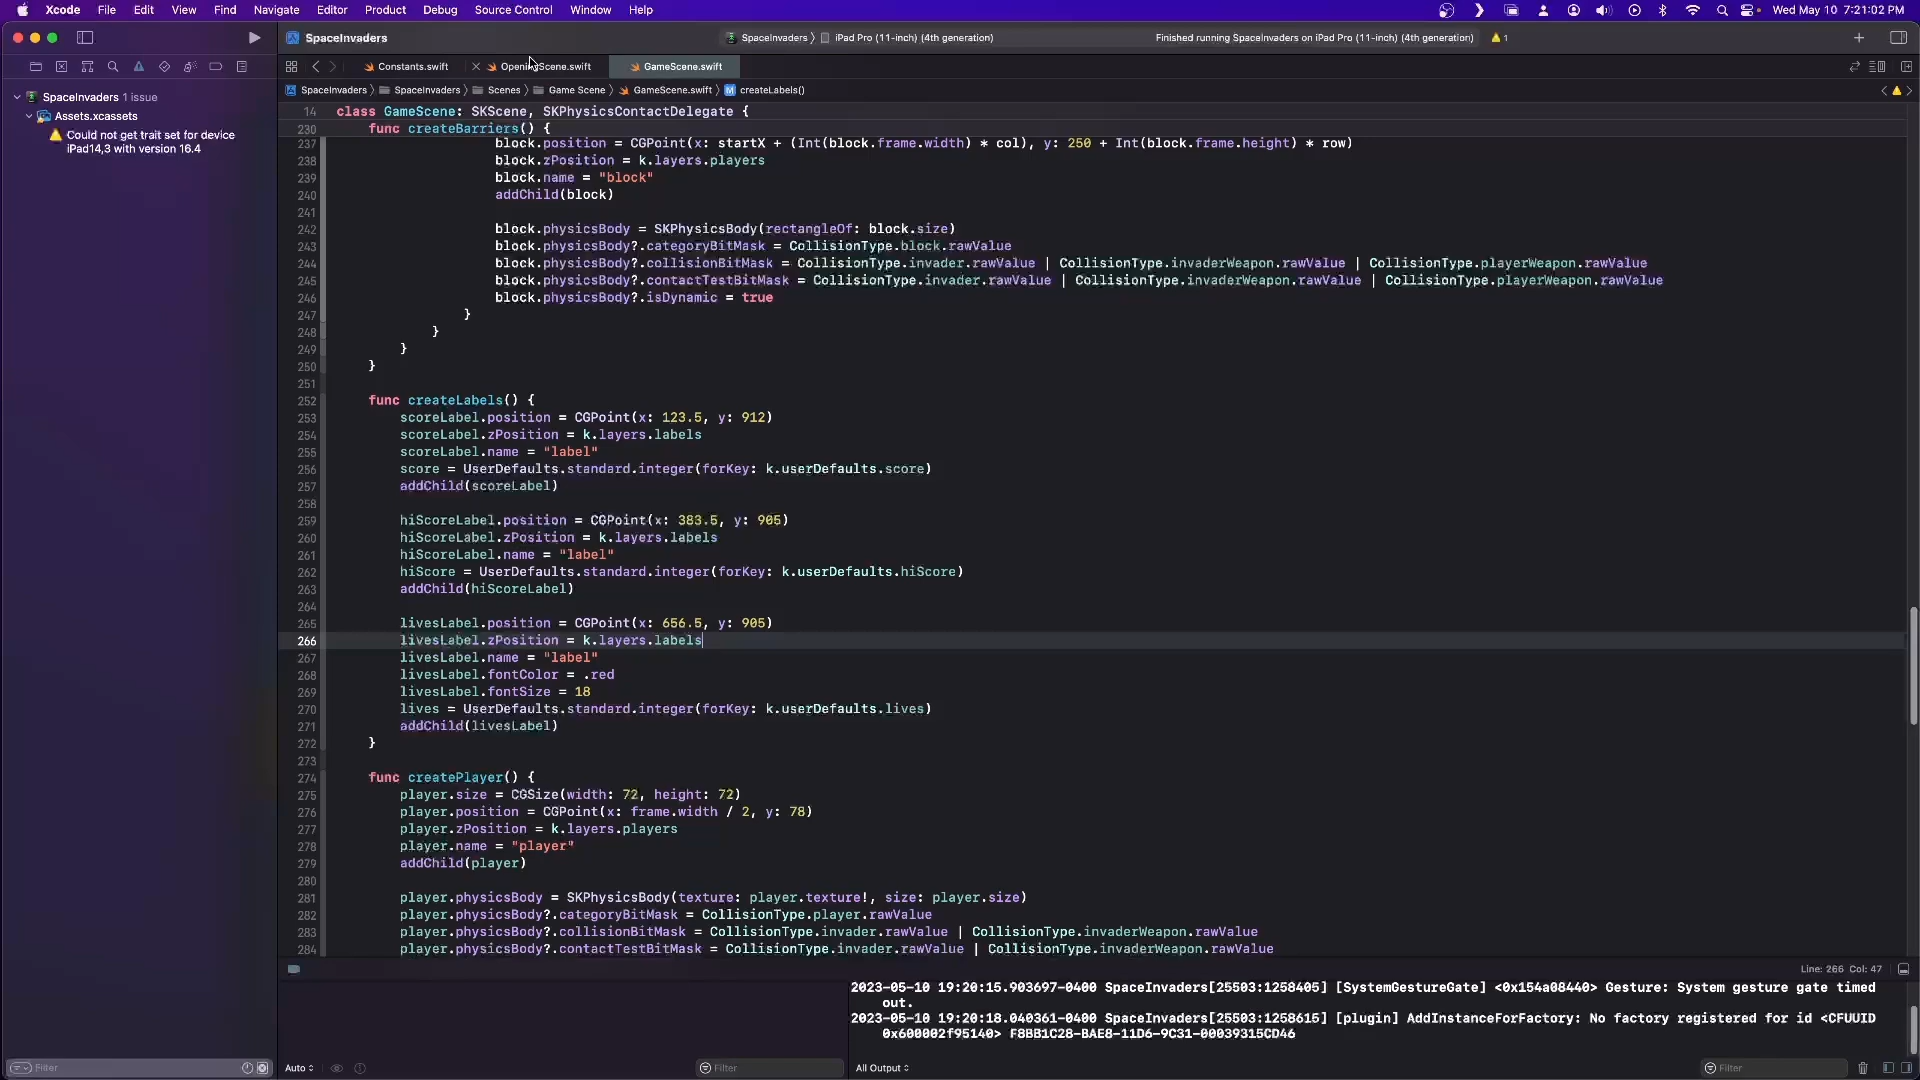 Xcode File Edit View Find Navigate Editor Product Debug Source Control Window Help Wed May 10 7:21:02 PM
SpaceInvaders SpaceInvaders iPad Pro (11-inch) (4th generation) Finished running SpaceInvaders on iPad Pro (11-inch) (4th generation) 1
Constants.swift GameScene.swift
SpaceInvaders SpaceInvaders Scenes Game Scene GameScene.swift M createLabels()
SpaceInvaders 1 issue
Assets.xcassets
Could not get trait set for device
iPad14,3 with version 16.4
14 class GameScene: SKScene, SKPhysicsContactDelegate {
230 func createBarriers() {
237 block.position = CGPoint(x: startX + (Int(block.frame.width) * col), y: 250 + Int(block.frame.height) * row)
238 block.zPosition = k.layers.players
239 block.name = "block"
240 addChild(block)
241
242 block.physicsBody = SKPhysicsBody(rectangleOf: block.size)
243 block.physicsBody?.categoryBitMask = CollisionType.block.rawValue
244 block.physicsBody?.collisionBitMask = CollisionType.invader.rawValue | CollisionType.invaderWeapon.rawValue | CollisionType.playerWeapon.rawValue
245 block.physicsBody?.contactTestBitMask = CollisionType.invader.rawValue | CollisionType.invaderWeapon.rawValue | CollisionType.playerWeapon.rawValue
246 block.physicsBody?.isDynamic = true
247 }
248 }
249 }
250 }
251
252 func createLabels() {
253 scoreLabel.position = CGPoint(x: 123.5, y: 912)
254 scoreLabel.zPosition = k.layers.labels
255 scoreLabel.name = "label"
256 score = UserDefaults.standard.integer(forKey: k.userDefaults.score)
257 addChild(scoreLabel)
258
259 hiScoreLabel.position = CGPoint(x: 383.5, y: 905)
260 hiScoreLabel.zPosition = k.layers.labels
261 hiScoreLabel.name = "label"
262 hiScore = UserDefaults.standard.integer(forKey: k.userDefaults.hiScore)
263 addChild(hiScoreLabel)
264
265 livesLabel.position = CGPoint(x: 656.5, y: 905)
266 livesLabel.zPosition = k.layers.labels
267 livesLabel.name = "label"
268 livesLabel.fontColor = .red
269 livesLabel.fontSize = 18
270 lives = UserDefaults.standard.integer(forKey: k.userDefaults.lives)
271 addChild(livesLabel)
272 }
273
274 func createPlayer() {
275 player.size = CGSize(width: 72, height: 72)
276 player.position = CGPoint(x: frame.width / 2, y: 78)
277 player.zPosition = k.layers.players
278 player.name = "player"
279 addChild(player)
280
281 player.physicsBody = SKPhysicsBody(texture: player.texture!, size: player.size)
282 player.physicsBody?.categoryBitMask = CollisionType.player.rawValue
283 player.physicsBody?.collisionBitMask = CollisionType.invader.rawValue | CollisionType.invaderWeapon.rawValue
284 player.physicsBody?.contactTestBitMask = CollisionType.invader.rawValue | CollisionType.invaderWeapon.rawValue
Line: 266 Col: 47
2023-05-10 19:20:15.903697-0400 SpaceInvaders[25503:1258405] [SystemGestureGate] <0x154a08440> Gesture: System gesture gate timed
out.
2023-05-10 19:20:18.040361-0400 SpaceInvaders[25503:1258615] [plugin] AddInstanceForFactory: No factory registered for id <CFUUID
0x600002f95140> F8BB1C28-BAE8-11D6-9C31-00039315CD46
Filter Auto Filter All Output Filter